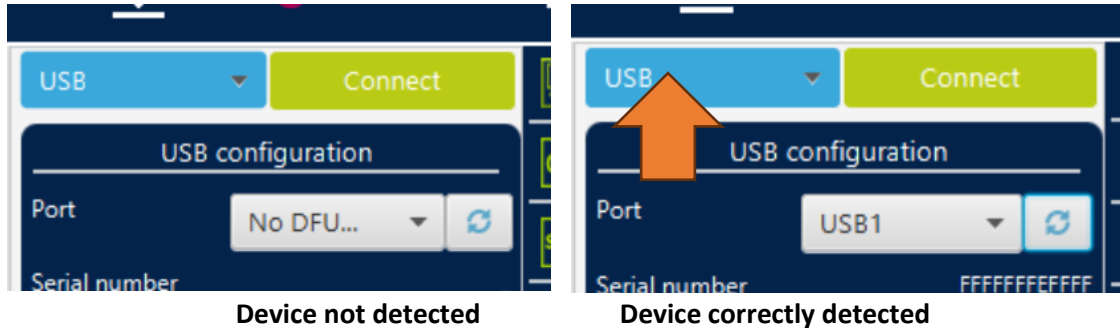 USB
Connect
USB configuration
Port
No DFU...
Serial number
Device not detected
USB
Connect
USB configuration
Port
USB1
Serial number
FFFFFFFEFFFF
Device correctly detected